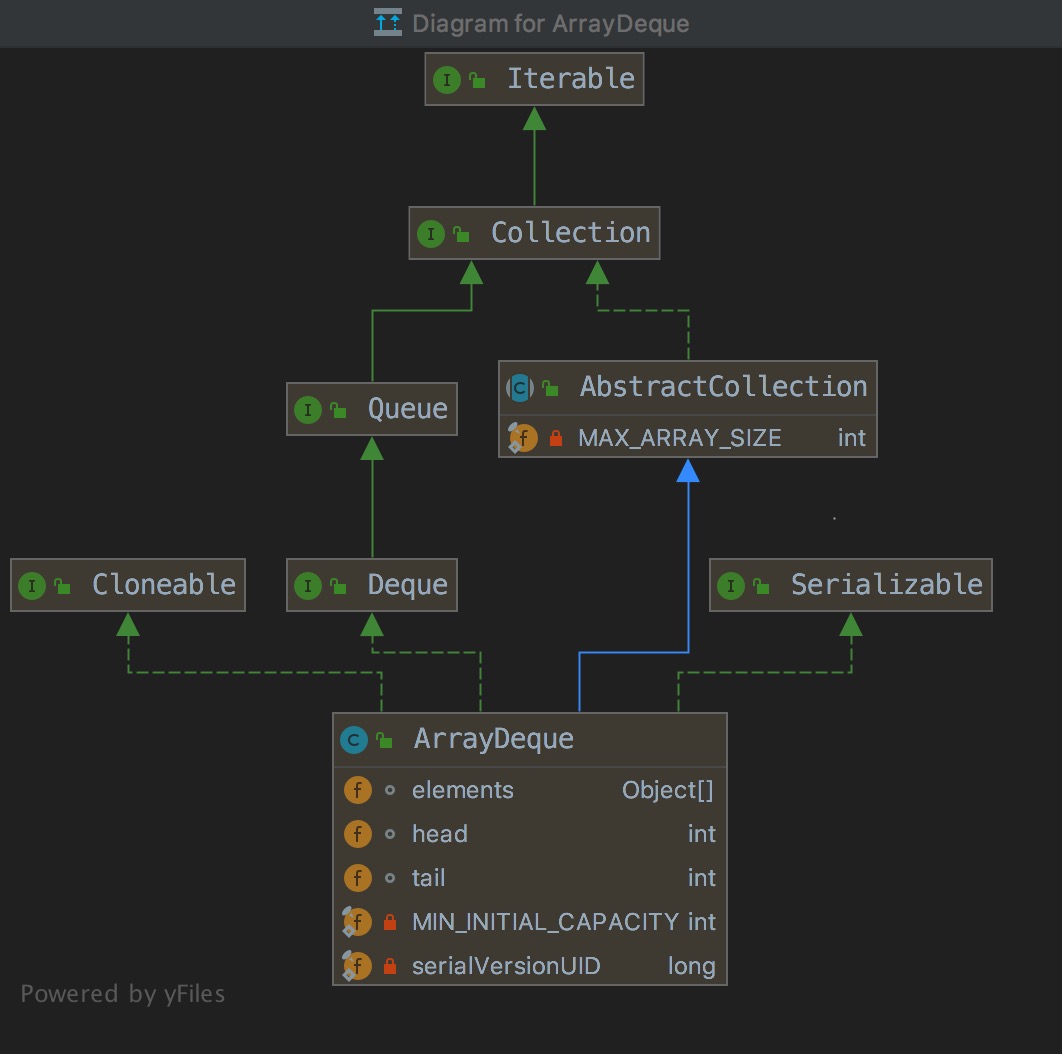 Diagram for ArrayDeque
I Iterable
I Collection
I Queue
C AbstractCollection
f MAX_ARRAY_SIZE int
I Cloneable
I Deque
I Serializable
C ArrayDeque
f elements Object[]
f head int
f tail int
f MIN_INITIAL_CAPACITY int
f serialVersionUID long
Powered by yFiles